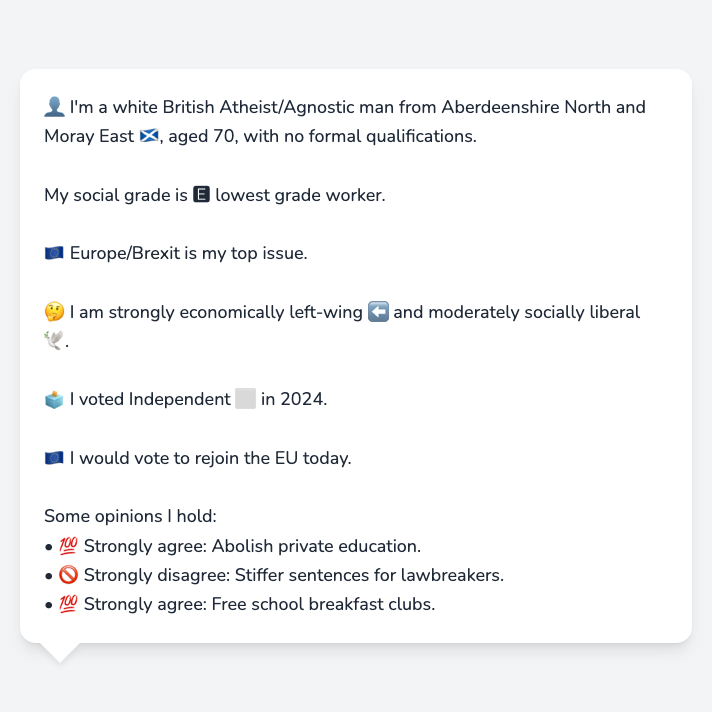 👤 I'm a white British Atheist/Agnostic man from Aberdeenshire North and
Moray East 🏴󠁧󠁢󠁳󠁣󠁴󠁿, aged 70, with no formal qualifications.
My social grade is E lowest grade worker.
🇪🇺 Europe/Brexit is my top issue.
🤔 I am strongly economically left-wing ⬅️ and moderately socially liberal
🕊️.
🗳️ I voted Independent ⬜ in 2024.
🇪🇺 I would vote to rejoin the EU today.
Some opinions I hold:
• 💯 Strongly agree: Abolish private education.
• 🚫 Strongly disagree: Stiffer sentences for lawbreakers.
• 💯 Strongly agree: Free school breakfast clubs.